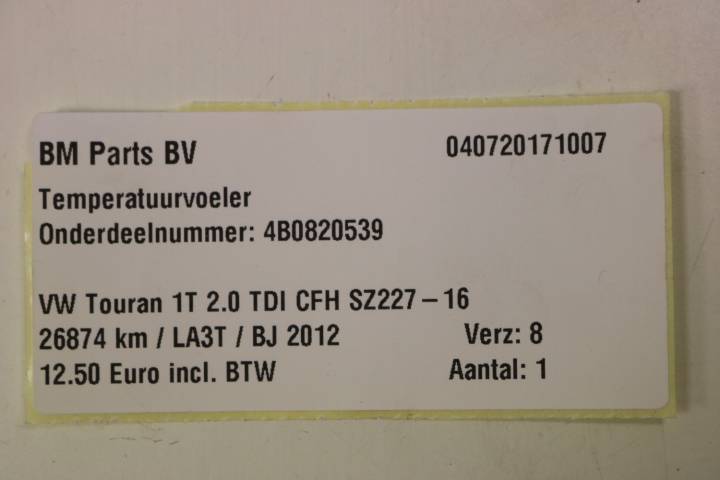 BM Parts BV 040720171007
Temperatuurvoeler
Onderdeelnummer: 4B0820539
VW Touran 1T 2.0 TDI CFH SZ227-16
26874 km / LA3T / BJ 2012 Verz: 8
12.50 Euro incl. BTW Aantal: 1